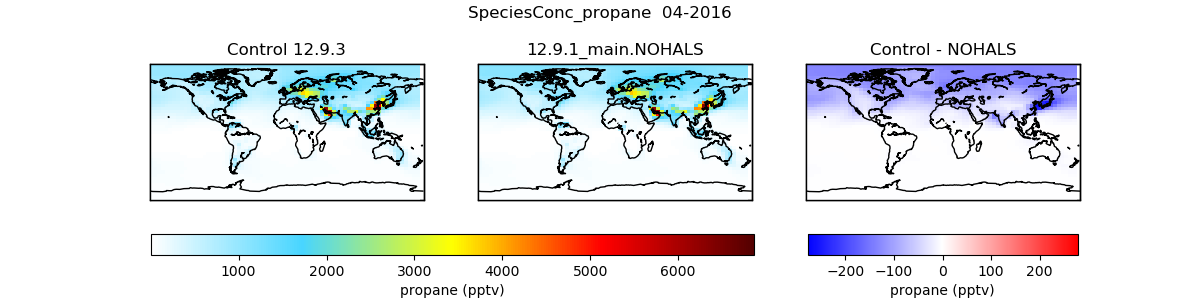 SpeciesConc_propane  04-2016
Control 12.9.3
12.9.1_main.NOHALS
Control - NOHALS
1000 2000 3000 4000 5000 6000
propane (pptv)
−200 −100 0 100 200
propane (pptv)